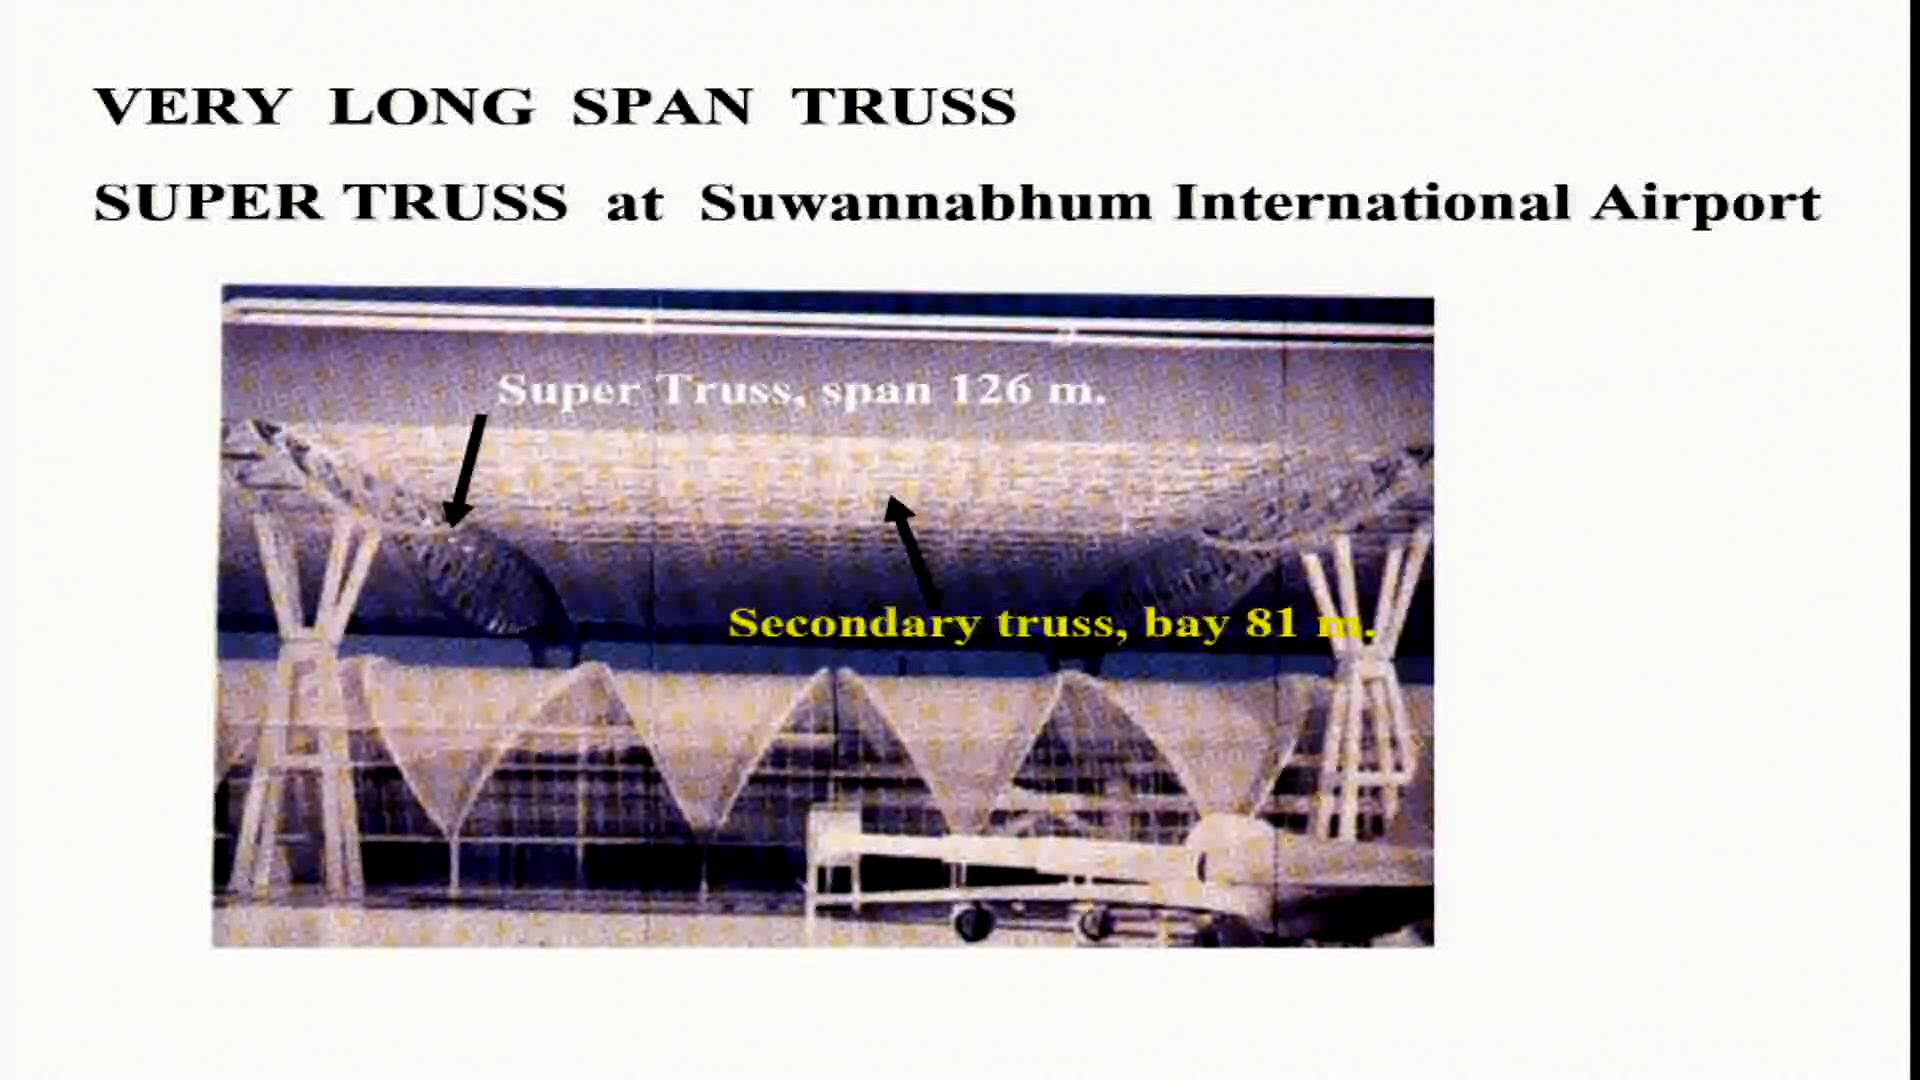 VERY LONG SPAN TRUSS
SUPER TRUSS at Suwannabhum International Airport
Super Truss, span 126 m.
Secondary truss, bay 81 m.